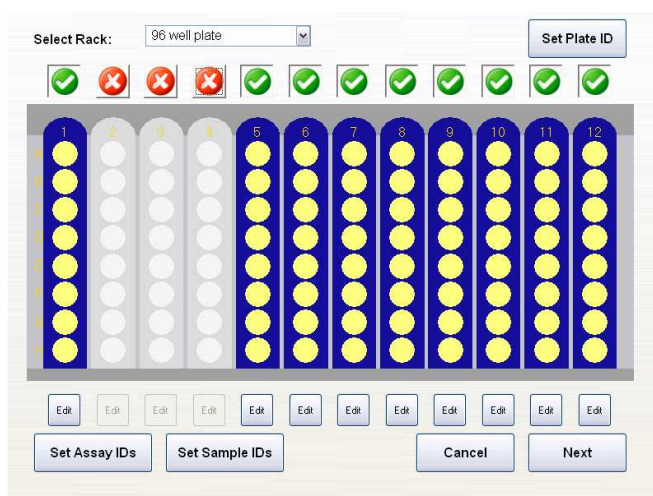 Select Rack: 96 well plate Set Plate ID
1 2 3 4 5 6 7 8 9 10 11 12
A
B
C
D
E
F
G
H
Edit Edit Edit Edit Edit Edit Edit Edit Edit Edit Edit Edit
Set Assay IDs Set Sample IDs Cancel Next